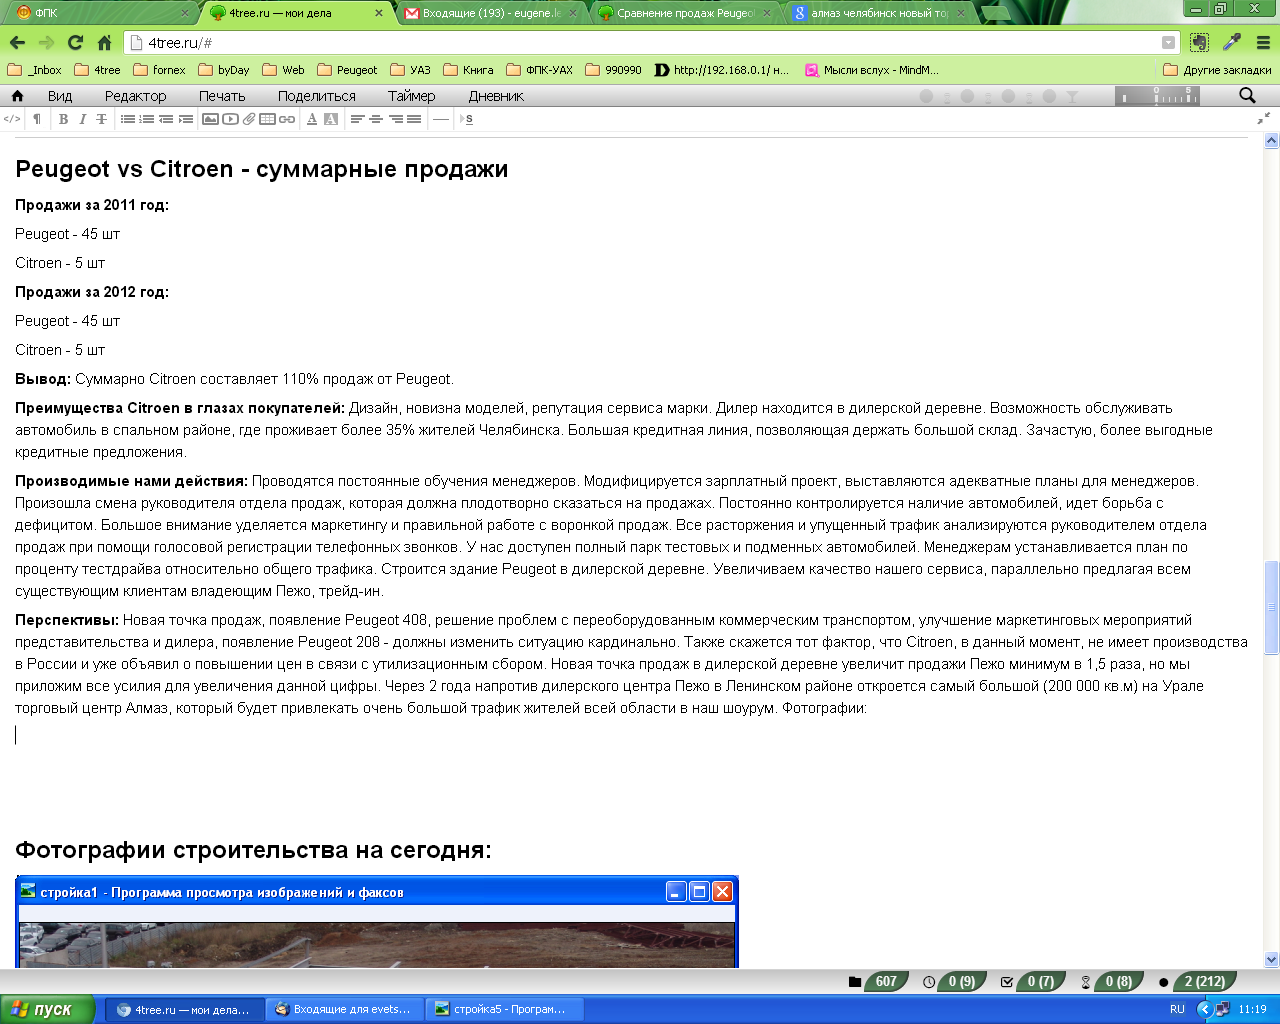 ФПК
4tree.ru — мои дела
Входящие (193) - eugene.le
Сравнение продаж Peugeot
алмаз челябинск новый тор
4tree.ru/#
_Inbox
4tree
fornex
byDay
Web
Peugeot
УАЗ
Книга
ФПК-УАХ
990990
http://192.168.0.1/ н...
Мысли вслух - MindM...
Другие закладки
Вид
Редактор
Печать
Поделиться
Таймер
Дневник
Peugeot vs Citroen - суммарные продажи
Продажи за 2011 год:
Peugeot - 45 шт
Citroen - 5 шт
Продажи за 2012 год:
Peugeot - 45 шт
Citroen - 5 шт
Вывод: Суммарно Citroen составляет 110% продаж от Peugeot.
Преимущества Citroen в глазах покупателей: Дизайн, новизна моделей, репутация сервиса марки. Дилер находится в дилерской деревне. Возможность обслуживать
автомобиль в спальном районе, где проживает более 35% жителей Челябинска. Большая кредитная линия, позволяющая держать большой склад. Зачастую, более выгодные
кредитные предложения.
Производимые нами действия: Проводятся постоянные обучения менеджеров. Модифицируется зарплатный проект, выставляются адекватные планы для менеджеров.
Произошла смена руководителя отдела продаж, которая должна плодотворно сказаться на продажах. Постоянно контролируется наличие автомобилей, идет борьба с
дефицитом. Большое внимание уделяется маркетингу и правильной работе с воронкой продаж. Все расторжения и упущенный трафик анализируются руководителем отдела
продаж при помощи голосовой регистрации телефонных звонков. У нас доступен полный парк тестовых и подменных автомобилей. Менеджерам устанавливается план по
проценту тестдрайва относительно общего трафика. Строится здание Peugeot в дилерской деревне. Увеличиваем качество нашего сервиса, параллельно предлагая всем
существующим клиентам владеющим Пежо, трейд-ин.
Перспективы: Новая точка продаж, появление Peugeot 408, решение проблем с переоборудованным коммерческим транспортом, улучшение маркетинговых мероприятий
представительства и дилера, появление Peugeot 208 - должны изменить ситуацию кардинально. Также скажется тот фактор, что Citroen, в данный момент, не имеет производства
в России и уже объявил о повышении цен в связи с утилизационным сбором. Новая точка продаж в дилерской деревне увеличит продажи Пежо минимум в 1,5 раза, но мы
приложим все усилия для увеличения данной цифры. Через 2 года напротив дилерского центра Пежо в Ленинском районе откроется самый большой (200 000 кв.м) на Урале
торговый центр Алмаз, который будет привлекать очень большой трафик жителей всей области в наш шоурум. Фотографии:
Фотографии строительства на сегодня:
стройка1 - Программа просмотра изображений и факсов
607
0 (9)
0 (7)
0 (8)
2 (212)
пуск
4tree.ru — мои дела...
Входящие для evets...
стройка5 - Програм...
RU
11:19